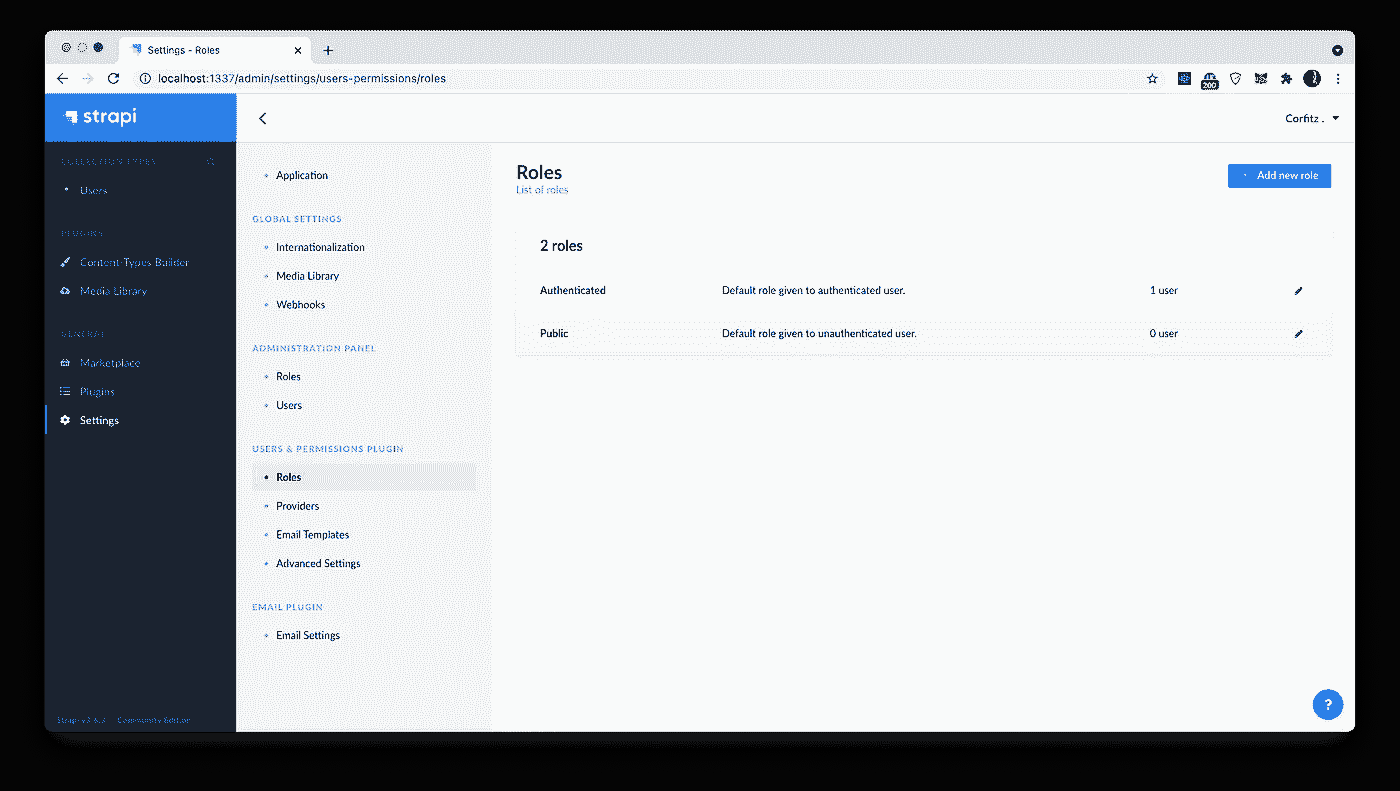 Settings - Roles
localhost:1337/admin/settings/users-permissions/roles
200
strapi
Corfitz .
COLLECTION TYPES
Users
PLUGINS
Content-Types Builder
Media Library
GENERAL
Marketplace
Plugins
Settings
Application
GLOBAL SETTINGS
Internationalization
Media Library
Webhooks
ADMINISTRATION PANEL
Roles
Users
USERS & PERMISSIONS PLUGIN
Roles
Providers
Email Templates
Advanced Settings
EMAIL PLUGIN
Email Settings
Roles
List of roles
Add new role
2 roles
Authenticated Default role given to authenticated user. 1 user
Public Default role given to unauthenticated user. 0 user
Community Edition
?